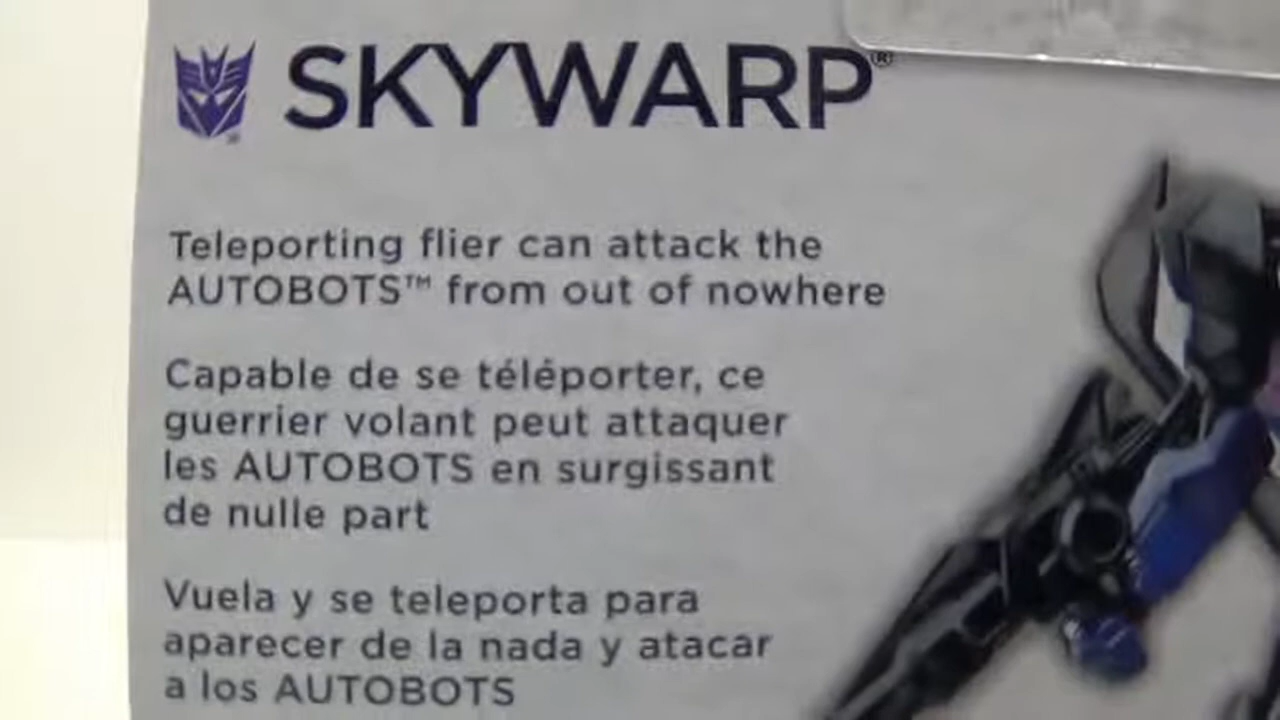 SKYWARP®
Teleporting flier can attack the
AUTOBOTS™ from out of nowhere
Capable de se téléporter, ce
guerrier volant peut attaquer
les AUTOBOTS en surgissant
de nulle part
Vuela y se teleporta para
aparecer de la nada y atacar
a los AUTOBOTS